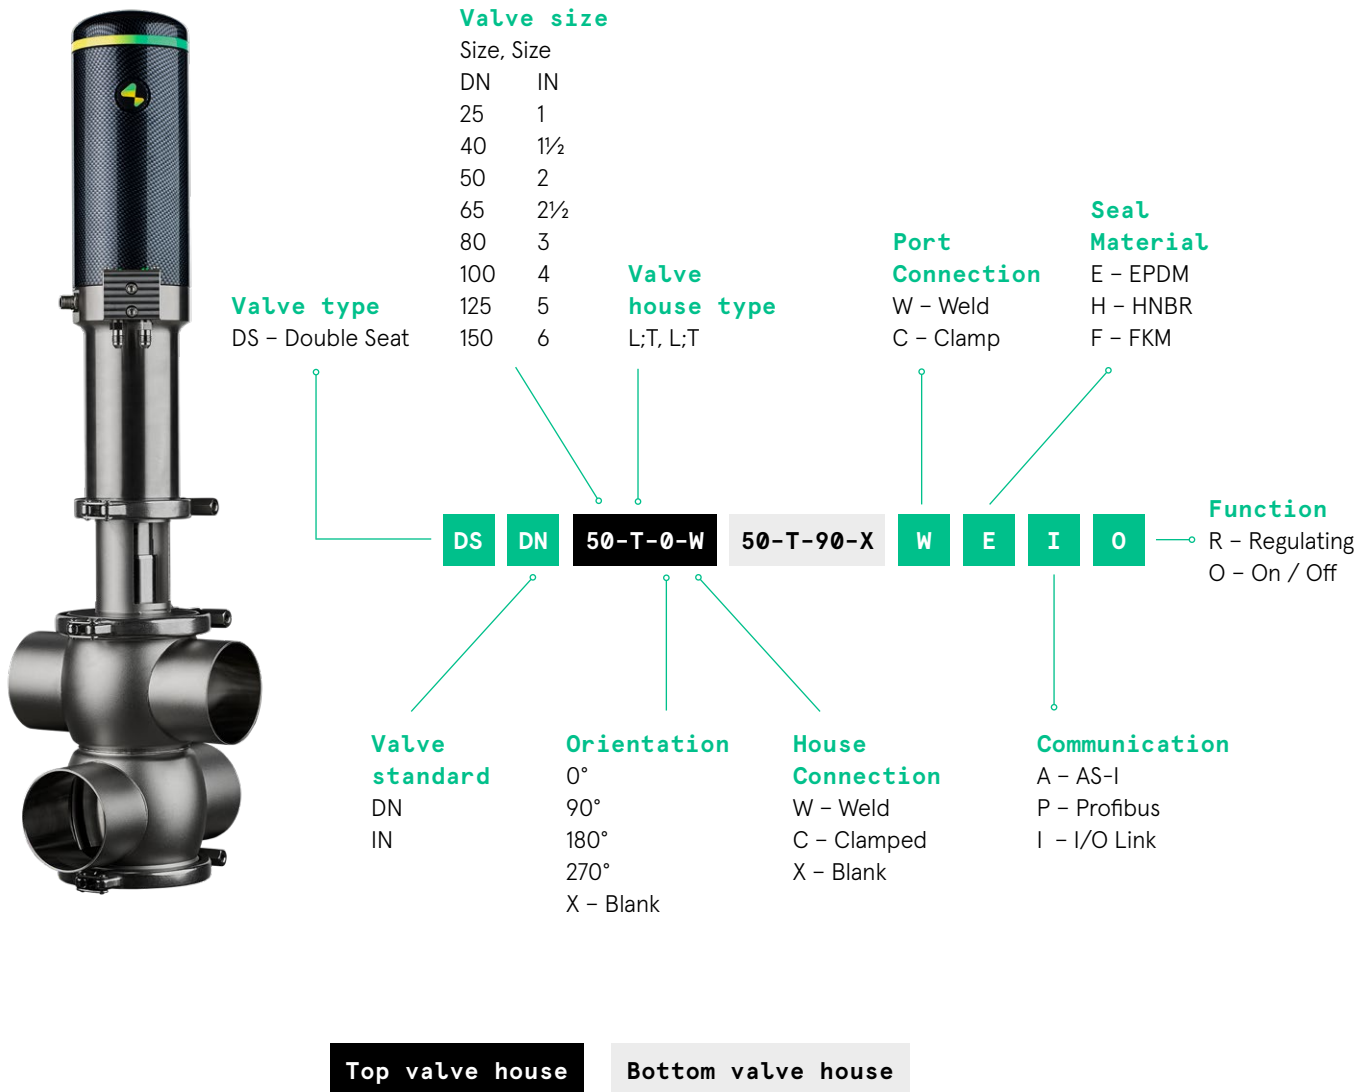 Valve size
Size, Size
DN IN
25 1
40 1½
50 2
65 2½
80 3
100 4
125 5
150 6
Valve type
DS – Double Seat
Valve
house type
L;T, L;T
Port
Connection
W – Weld
C – Clamp
Seal
Material
E – EPDM
H – HNBR
F – FKM
DS DN 50-T-0-W 50-T-90-X W E I O
Function
R – Regulating
O – On / Off
Valve
standard
DN
IN
Orientation
0°
90°
180°
270°
X – Blank
House
Connection
W – Weld
C – Clamped
X – Blank
Communication
A – AS-I
P – Profibus
I – I/O Link
Top valve house
Bottom valve house